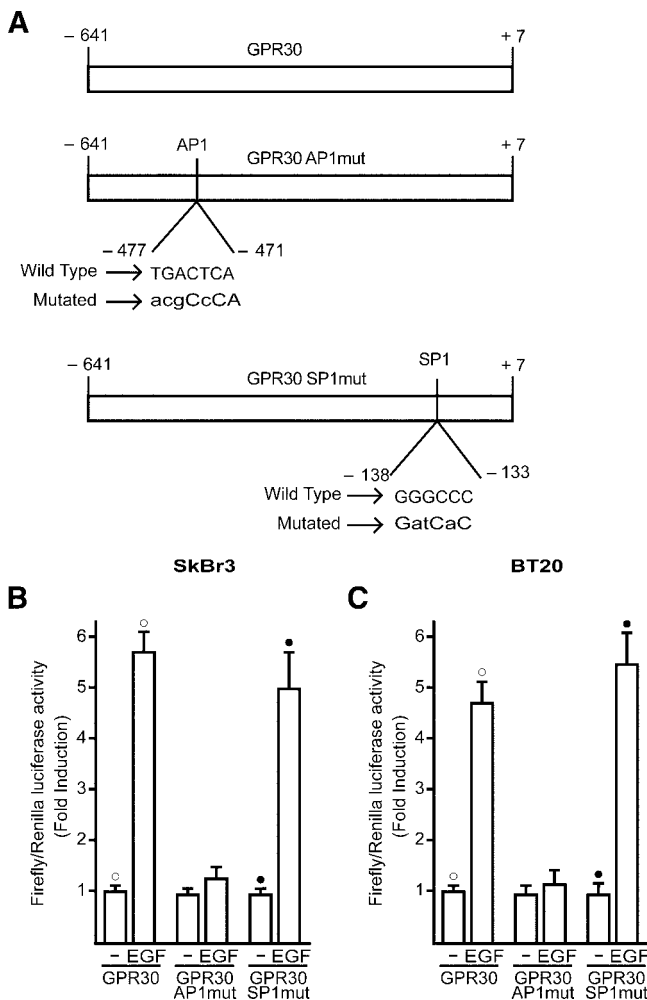 A
– 641
GPR30
+ 7
– 641
AP1
GPR30 AP1mut
+ 7
– 477
– 471
Wild Type
TGACTCA
Mutated
acgCcCA
– 641
GPR30 SP1mut
SP1
+ 7
– 138
– 133
Wild Type
GGGCCC
Mutated
GatCaC
SkBr3
BT20
B
Firefly/Renilla luciferase activity
(Fold Induction)
6
5
4
3
2
1
– EGF
GPR30
– EGF
GPR30
AP1mut
– EGF
GPR30
SP1mut
C
Firefly/Renilla luciferase activity
(Fold Induction)
6
5
4
3
2
1
– EGF
GPR30
– EGF
GPR30
AP1mut
– EGF
GPR30
SP1mut